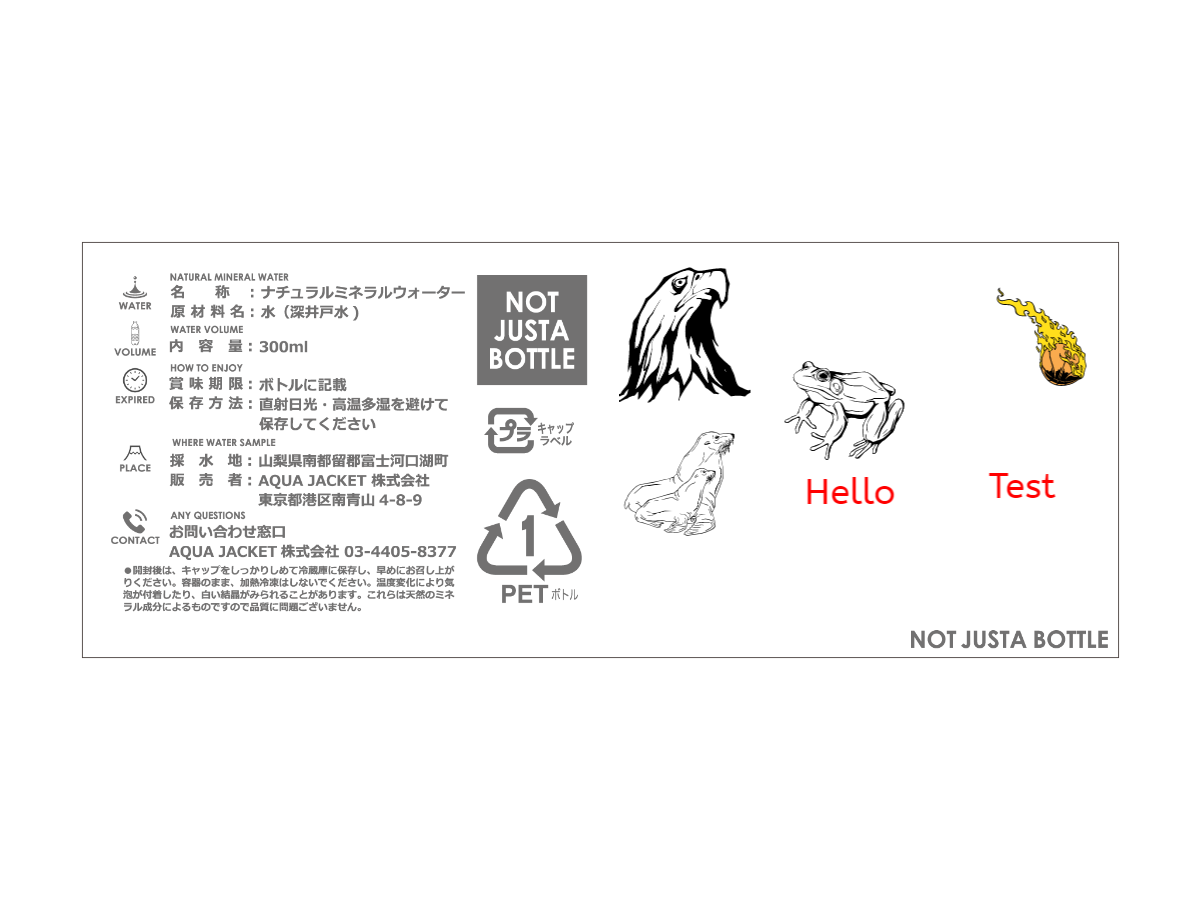 NATURAL MINERAL WATER
WATER
名 称 : ナチュラルミネラルウォーター
原材料名 : 水（深井戸水)
WATER VOLUME
VOLUME
内 容 量 : 300ml
HOW TO ENJOY
EXPIRED
賞味期限 : ボトルに記載
保存方法 : 直射日光・高温多湿を避けて
保存してください
WHERE WATER SAMPLE
PLACE
採 水 地 : 山梨県南都留郡富士河口湖町
販 売 者 : AQUA JACKET 株式会社
東京都港区南青山 4-8-9
ANY QUESTIONS
CONTACT
お問い合わせ窓口
AQUA JACKET 株式会社 03-4405-8377
●開封後は、キャップをしっかりしめて冷蔵庫に保存し、早めにお召し上が
りください。容器のまま、加熱冷凍はしないでください。温度変化により気
泡が付着したり、白い結晶がみられることがあります。これらは天然のミネ
ラル成分によるものですので品質に問題ございません。
NOT
JUSTA
BOTTLE
プラ
キャップ
ラベル
1
PET ボトル
Hello
Test
NOT JUSTA BOTTLE